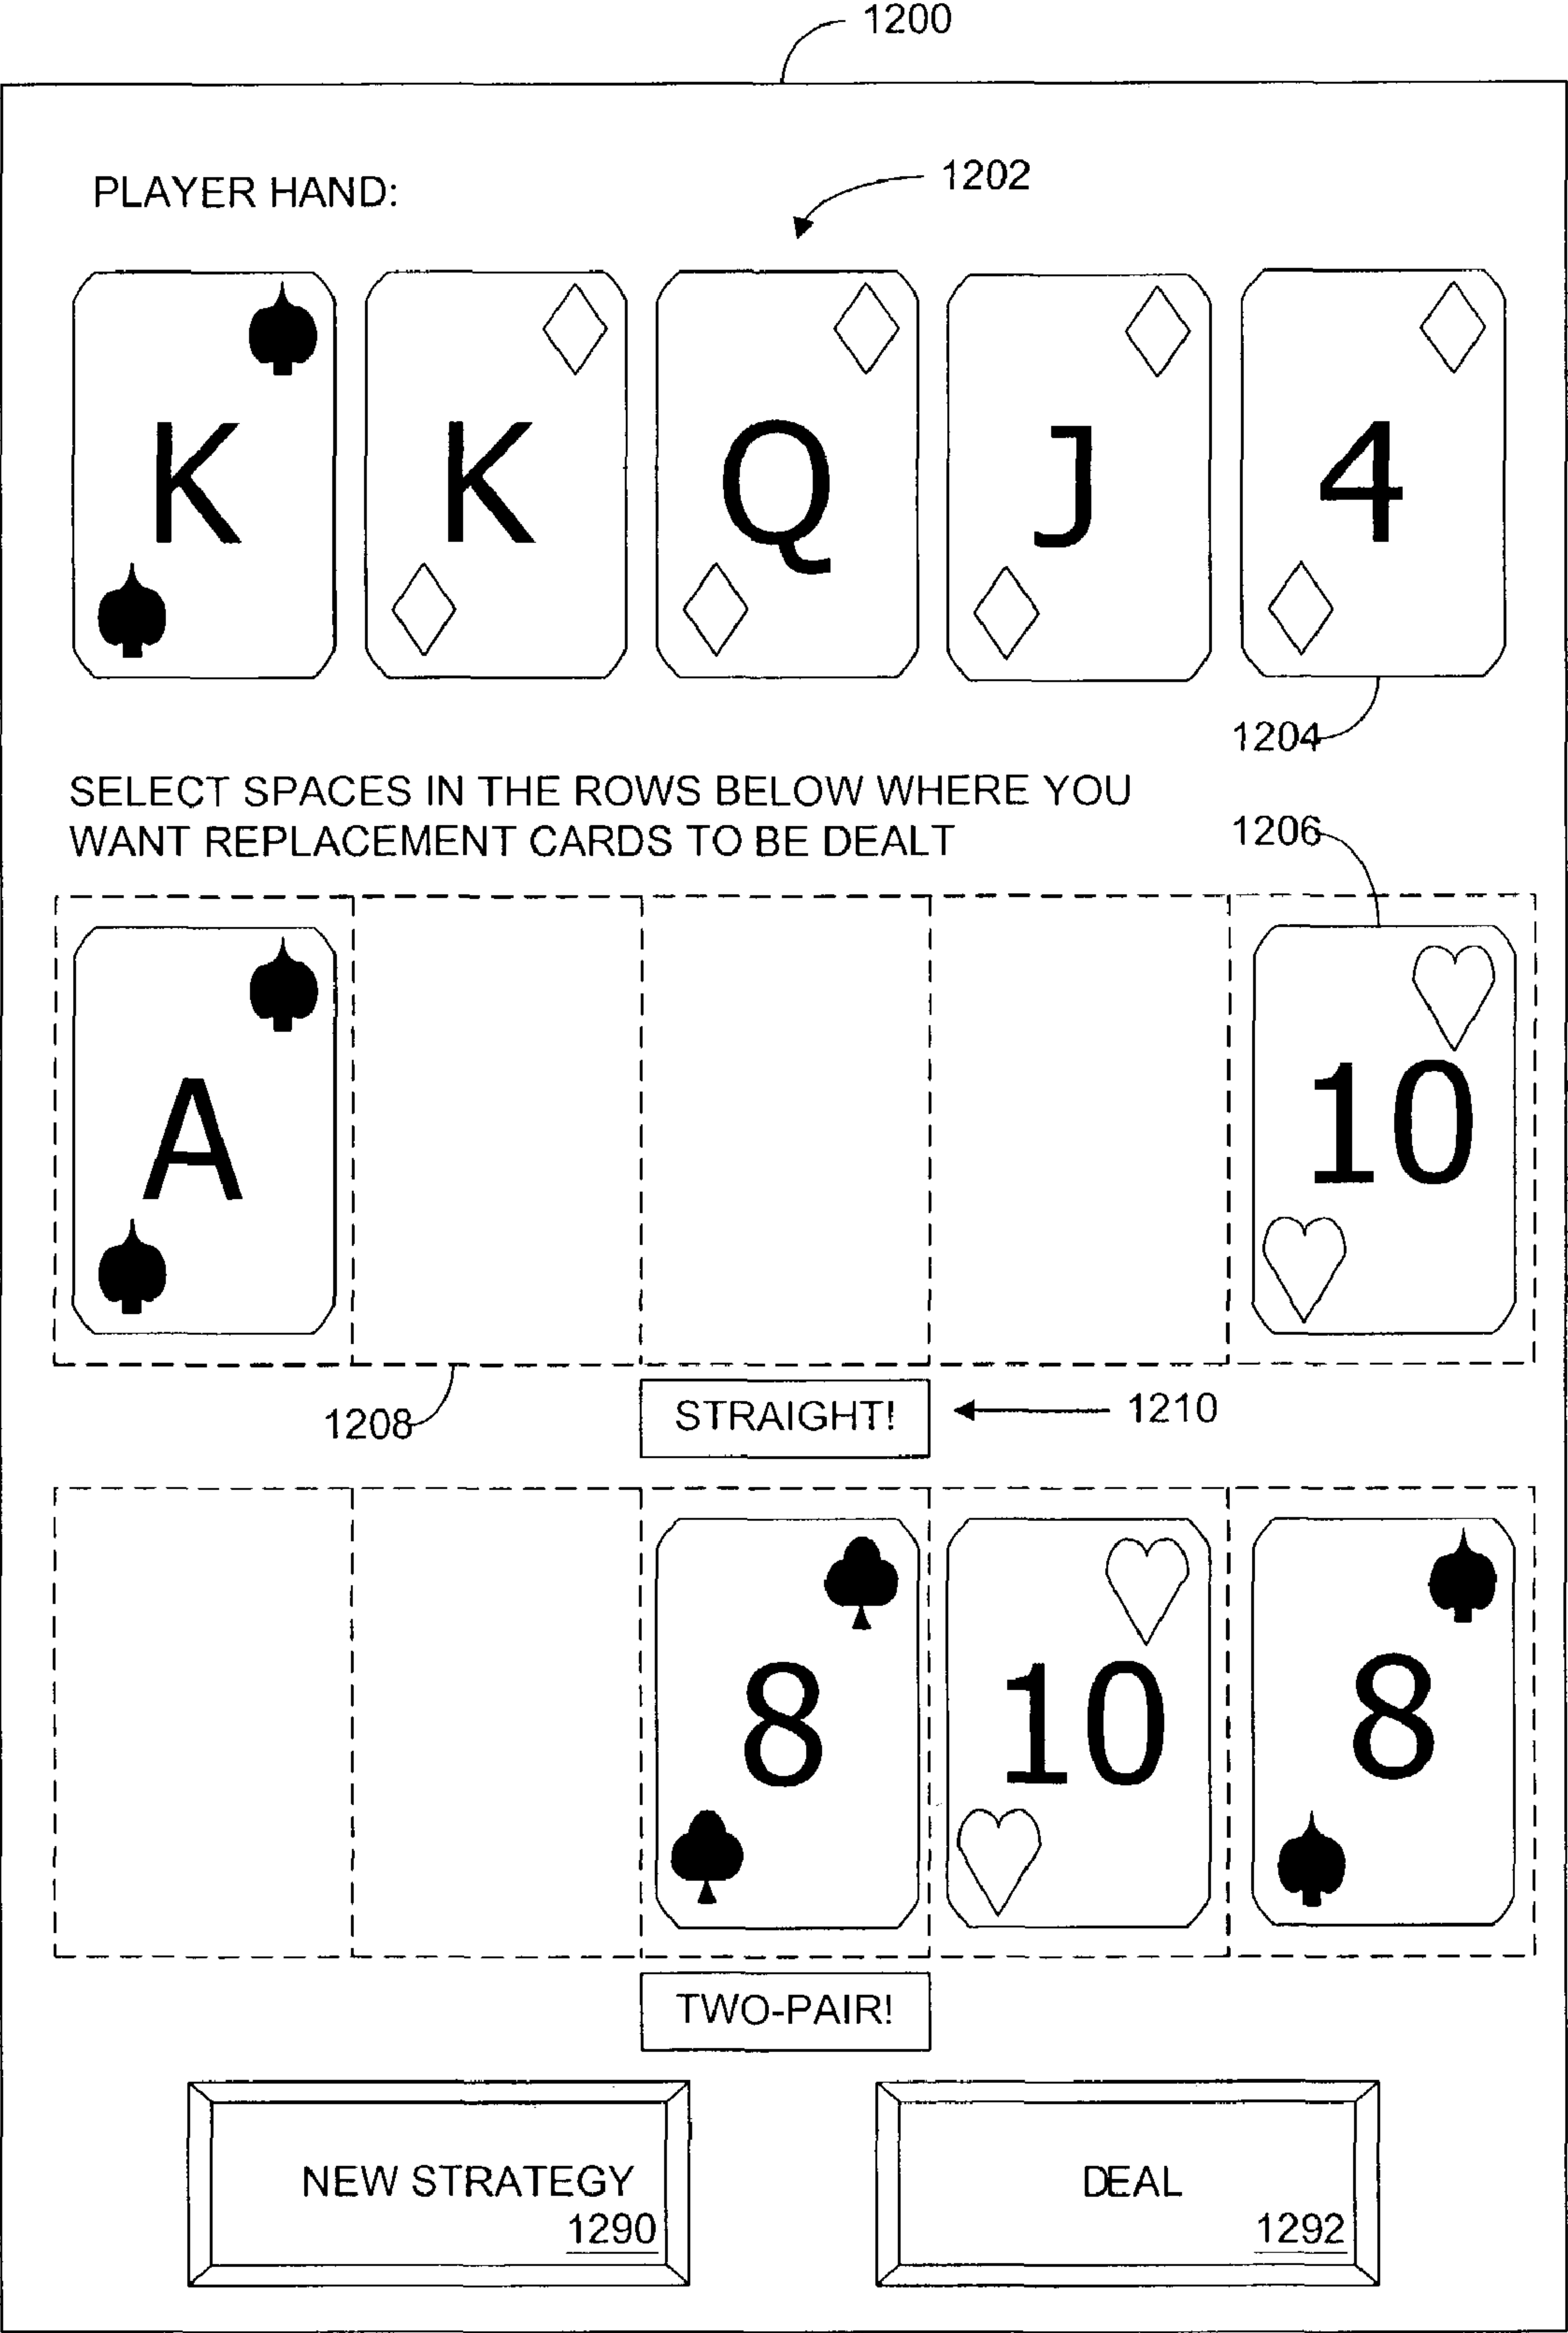 1200
PLAYER HAND:
1202
K K Q J 4
1204
SELECT SPACES IN THE ROWS BELOW WHERE YOU
WANT REPLACEMENT CARDS TO BE DEALT
1206
A 10
1208
STRAIGHT!
1210
8 10 8
TWO-PAIR!
NEW STRATEGY
1290
DEAL
1292